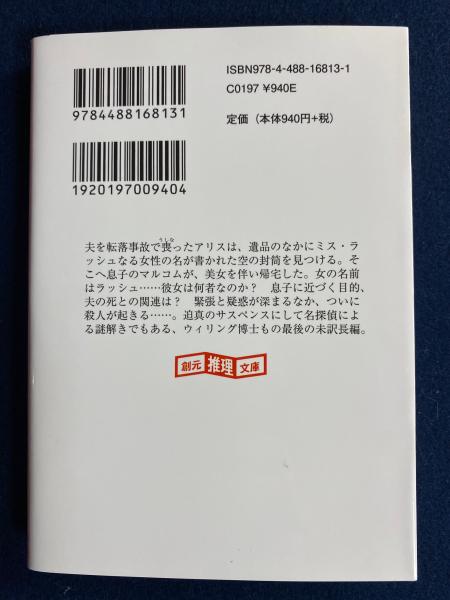 ISBN978-4-488-16813-1
C0197 ¥940E
定価（本体940円+税）
9784488168131
1920197009404
夫を転落事故で喪ったアリスは、遺品のなかにミス・ラ
うしな
ッシュなる女性の名が書かれた空の封筒を見つける。そ
こへ息子のマルコムが、美女を伴い帰宅した。女の名前
はラッシュ……彼女は何者なのか？　息子に近づく目的、
夫の死との関連は？　緊張と疑惑が深まるなか、ついに
殺人が起きる……。迫真のサスペンスにして名探偵によ
る謎解きでもある、ウィリング博士もの最後の未訳長編。
創元推理文庫